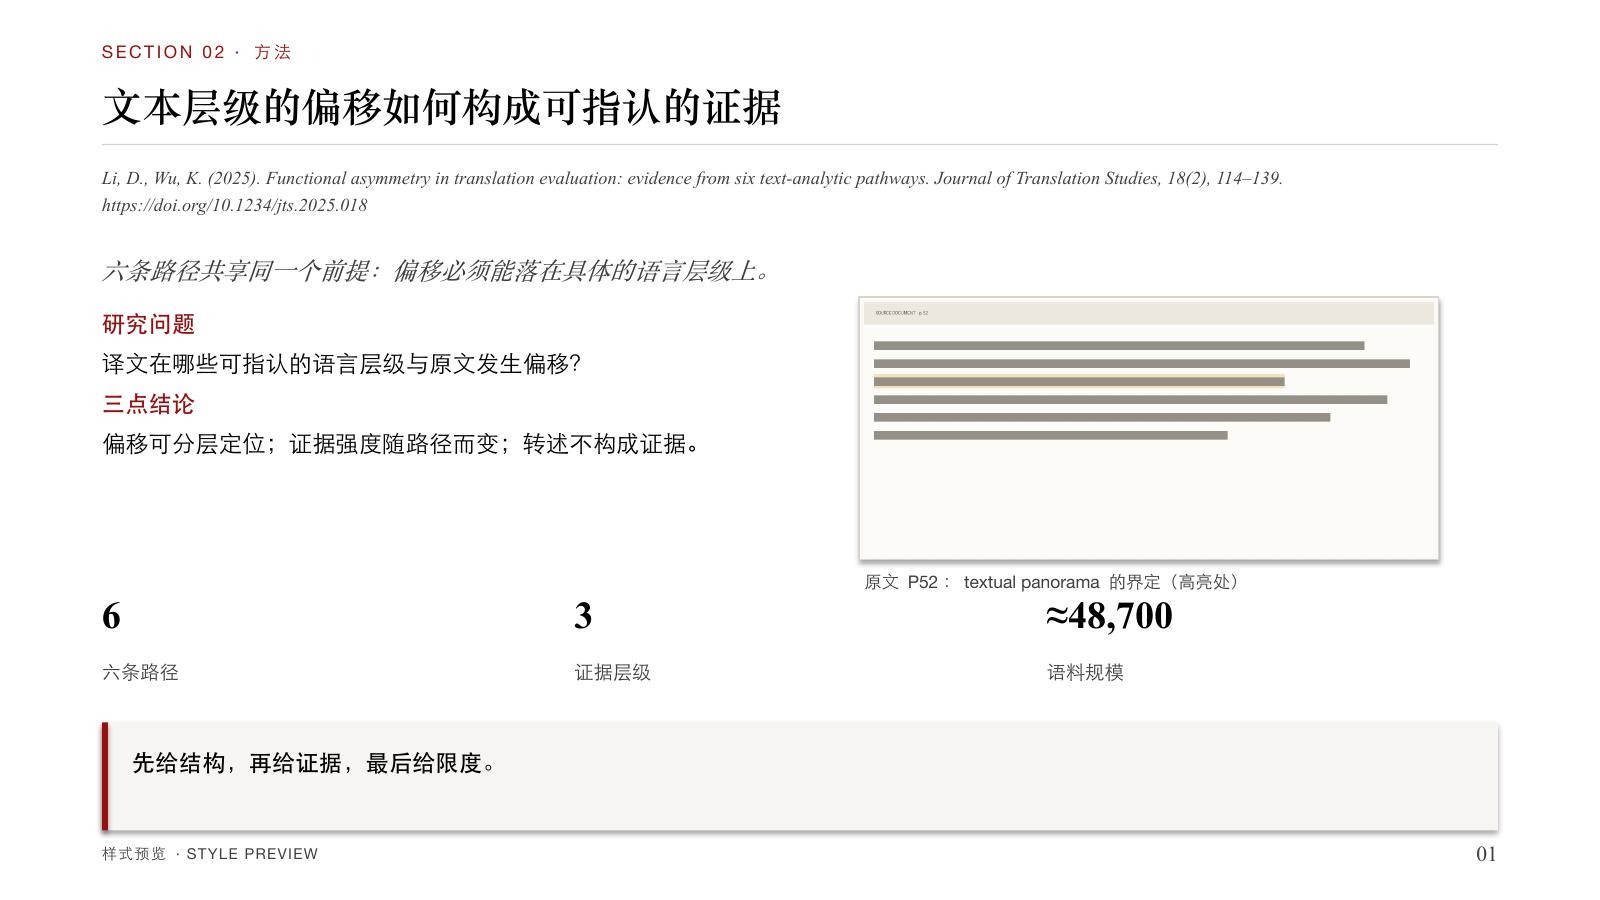 SECTION 02 · 方法
文本层级的偏移如何构成可指认的证据
Li, D., Wu, K. (2025). Functional asymmetry in translation evaluation: evidence from six text-analytic pathways. Journal of Translation Studies, 18(2), 114–139.
https://doi.org/10.1234/jts.2025.018
六条路径共享同一个前提：偏移必须能落在具体的语言层级上。
研究问题
译文在哪些可指认的语言层级与原文发生偏移？
三点结论
偏移可分层定位；证据强度随路径而变；转述不构成证据。
SOURCE DOCUMENT · p.52
原文 P52： textual panorama 的界定（高亮处）
6
六条路径
3
证据层级
≈48,700
语料规模
先给结构，再给证据，最后给限度。
样式预览 · STYLE PREVIEW
01